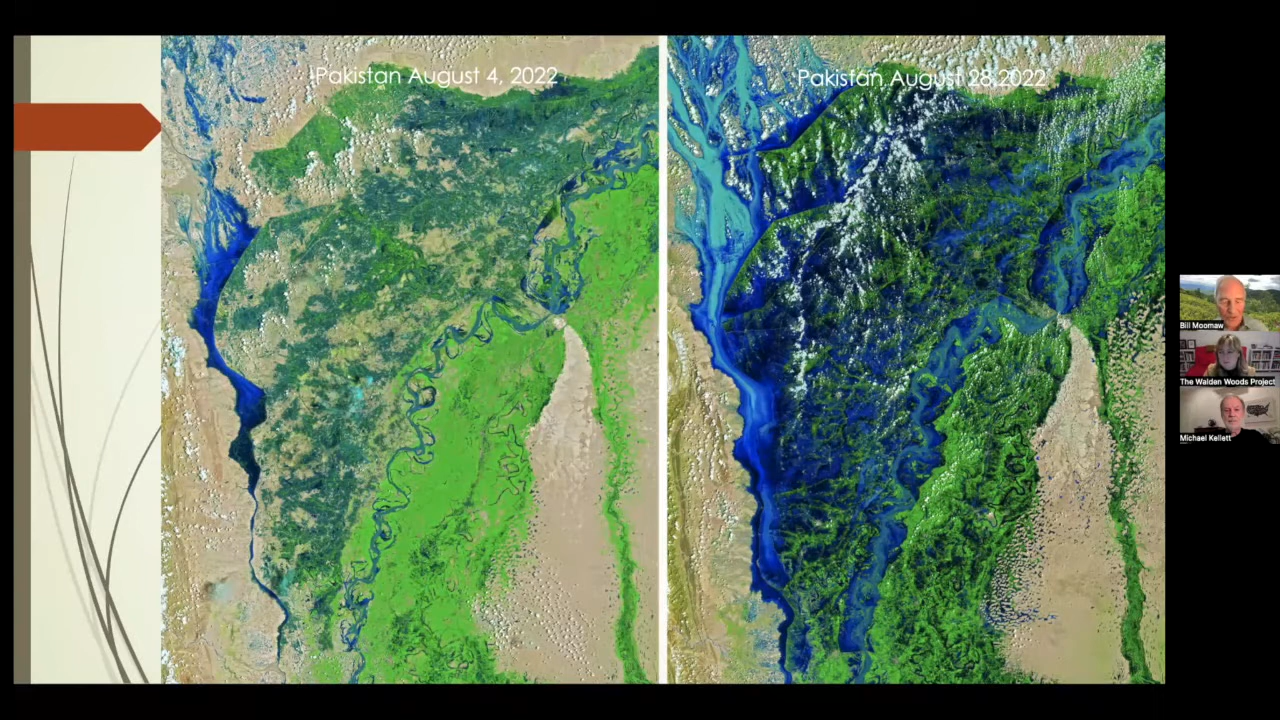 Pakistan August 4, 2022
Pakistan August 28,2022
Bill Moomaw
The Walden Woods Project
Michael Kellett